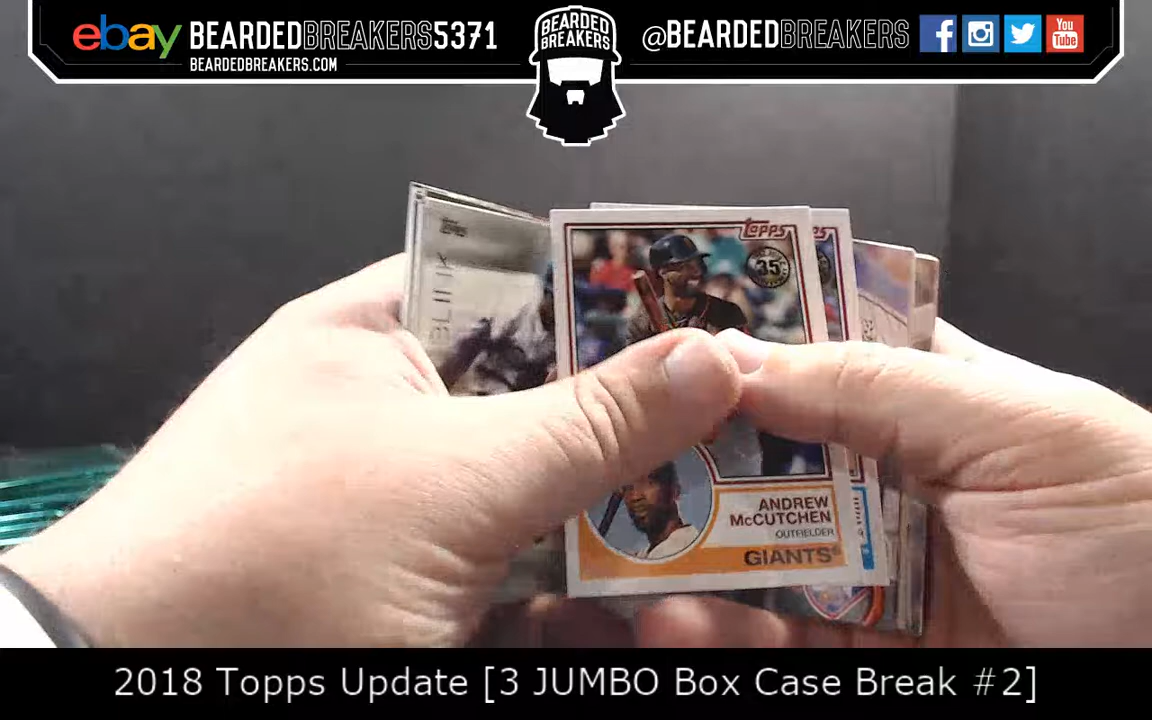 ebay BEARDEDBREAKERS5371
BEARDEDBREAKERS.COM
BEARDED
BREAKERS
@BEARDEDBREAKERS
f
You
Tube
topps
35
ANDREW
McCUTCHEN
OUTFIELDER
GIANTS
2018 Topps Update [3 JUMBO Box Case Break #2]